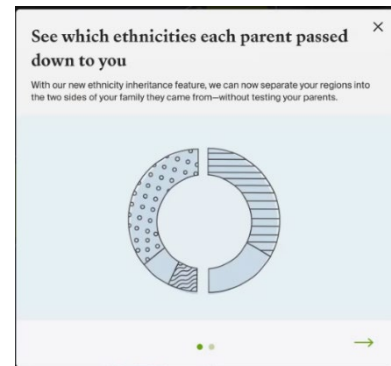 See which ethnicities each parent passed
down to you
With our new ethnicity inheritance feature, we can now separate your regions into
the two sides of your family they came from—without testing your parents.